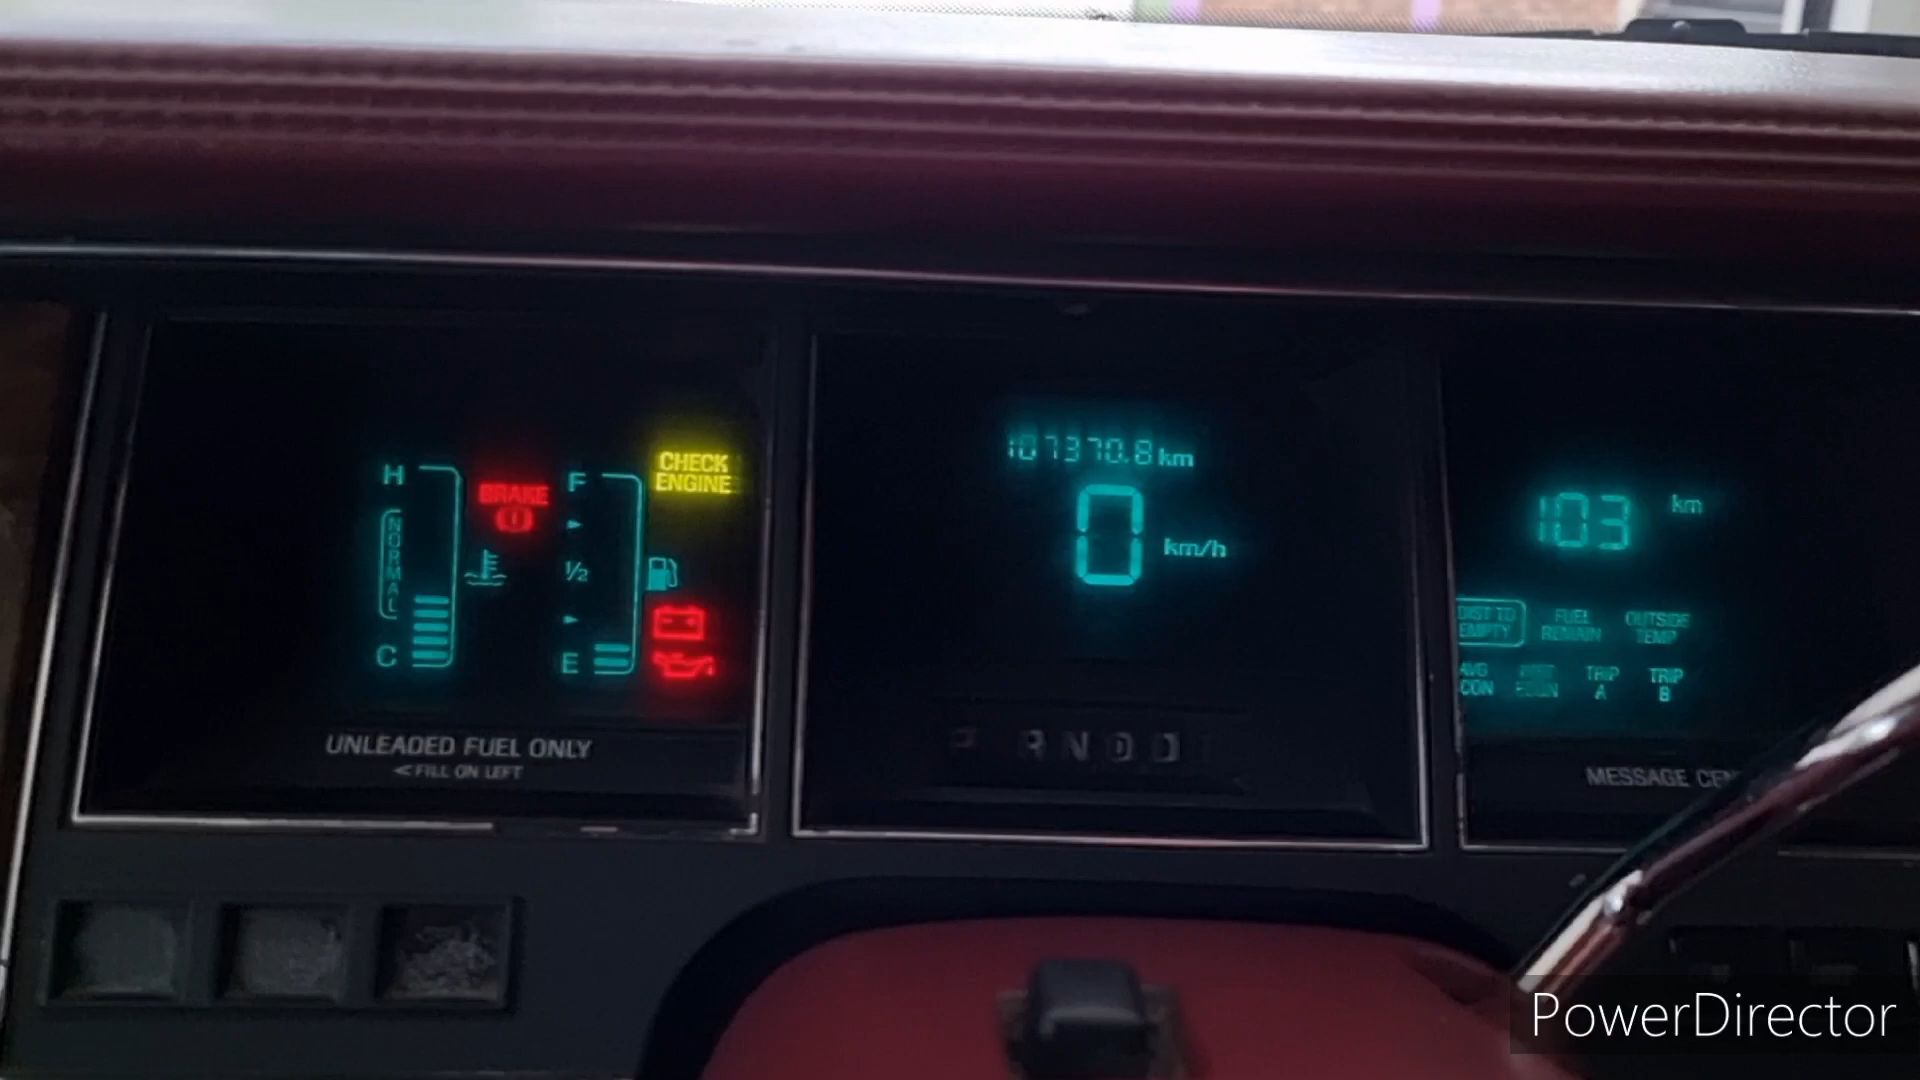 H
NORMAL
C
BRAKE
F
1/2
E
CHECK
ENGINE
UNLEADED FUEL ONLY
<FILL ON LEFT
107370.8 km
0 km/h
R N D D
103 km
DIST TO
EMPTY
FUEL
REMAIN
OUTSIDE
TEMP
AVG
CON
TRIP
A
TRIP
B
MESSAGE CEN
PowerDirector